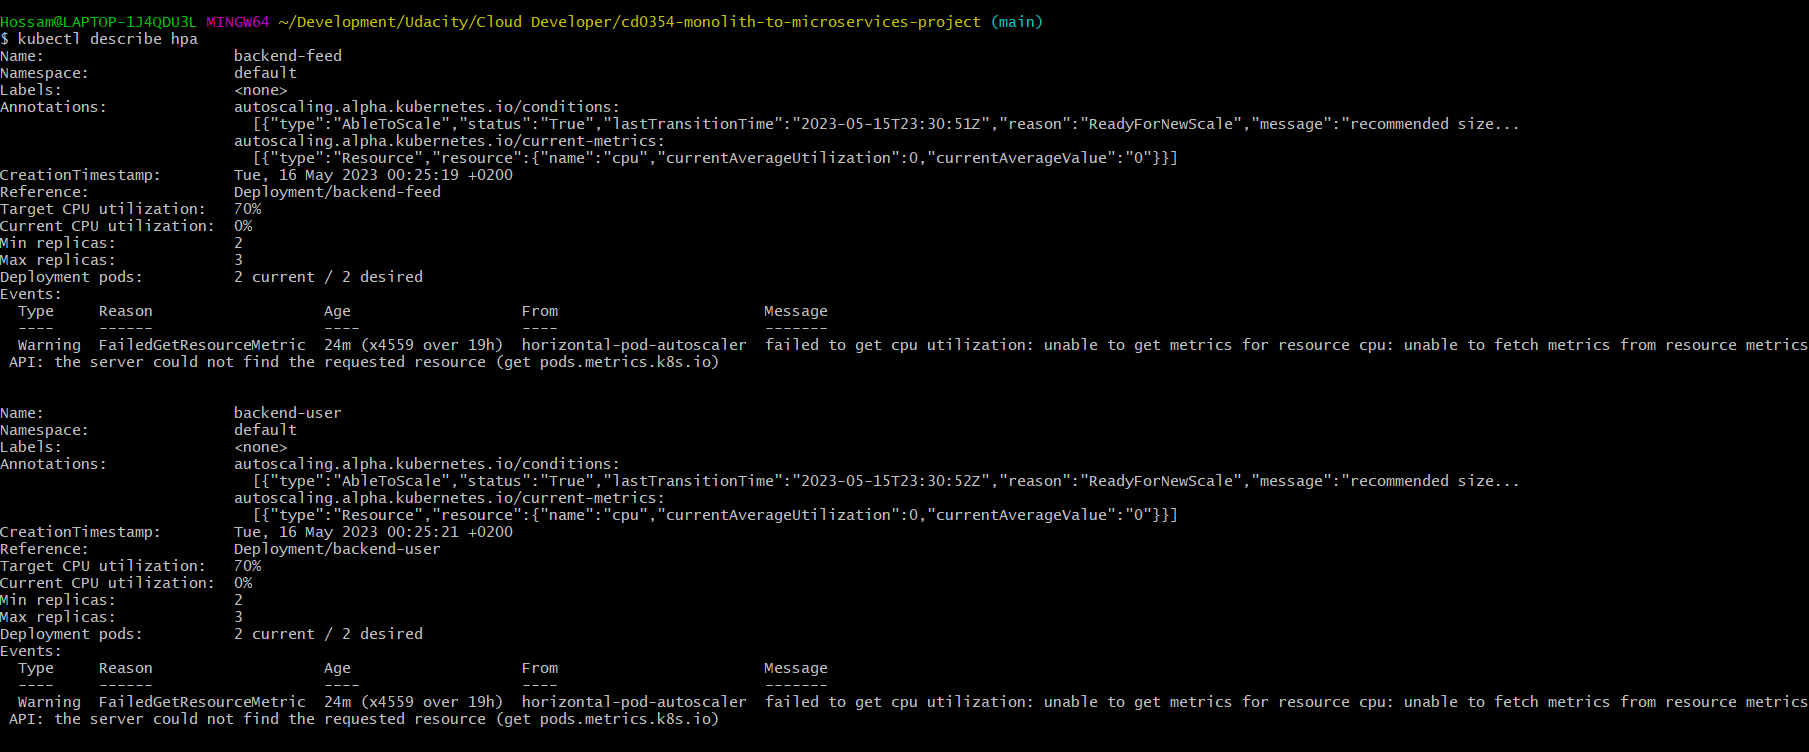 Hossam@LAPTOP-1J4QDU3L MINGW64 ~/Development/Udacity/Cloud Developer/cd0354-monolith-to-microservices-project (main)
$ kubectl describe hpa
Name:                     backend-feed
Namespace:                default
Labels:                   <none>
Annotations:              autoscaling.alpha.kubernetes.io/conditions:
                            [{"type":"AbleToScale","status":"True","lastTransitionTime":"2023-05-15T23:30:51Z","reason":"ReadyForNewScale","message":"recommended size...
                          autoscaling.alpha.kubernetes.io/current-metrics:
                            [{"type":"Resource","resource":{"name":"cpu","currentAverageUtilization":0,"currentAverageValue":"0"}}]
CreationTimestamp:        Tue, 16 May 2023 00:25:19 +0200
Reference:                Deployment/backend-feed
Target CPU utilization:   70%
Current CPU utilization:  0%
Min replicas:             2
Max replicas:             3
Deployment pods:          2 current / 2 desired
Events:
  Type     Reason                   Age                   From                       Message
  ----     ------                   ----                  ----                       -------
  Warning  FailedGetResourceMetric  24m (x4559 over 19h)  horizontal-pod-autoscaler  failed to get cpu utilization: unable to get metrics for resource cpu: unable to fetch metrics from resource metrics
 API: the server could not find the requested resource (get pods.metrics.k8s.io)
Name:                     backend-user
Namespace:                default
Labels:                   <none>
Annotations:              autoscaling.alpha.kubernetes.io/conditions:
                            [{"type":"AbleToScale","status":"True","lastTransitionTime":"2023-05-15T23:30:52Z","reason":"ReadyForNewScale","message":"recommended size...
                          autoscaling.alpha.kubernetes.io/current-metrics:
                            [{"type":"Resource","resource":{"name":"cpu","currentAverageUtilization":0,"currentAverageValue":"0"}}]
CreationTimestamp:        Tue, 16 May 2023 00:25:21 +0200
Reference:                Deployment/backend-user
Target CPU utilization:   70%
Current CPU utilization:  0%
Min replicas:             2
Max replicas:             3
Deployment pods:          2 current / 2 desired
Events:
  Type     Reason                   Age                   From                       Message
  ----     ------                   ----                  ----                       -------
  Warning  FailedGetResourceMetric  24m (x4559 over 19h)  horizontal-pod-autoscaler  failed to get cpu utilization: unable to get metrics for resource cpu: unable to fetch metrics from resource metrics
 API: the server could not find the requested resource (get pods.metrics.k8s.io)